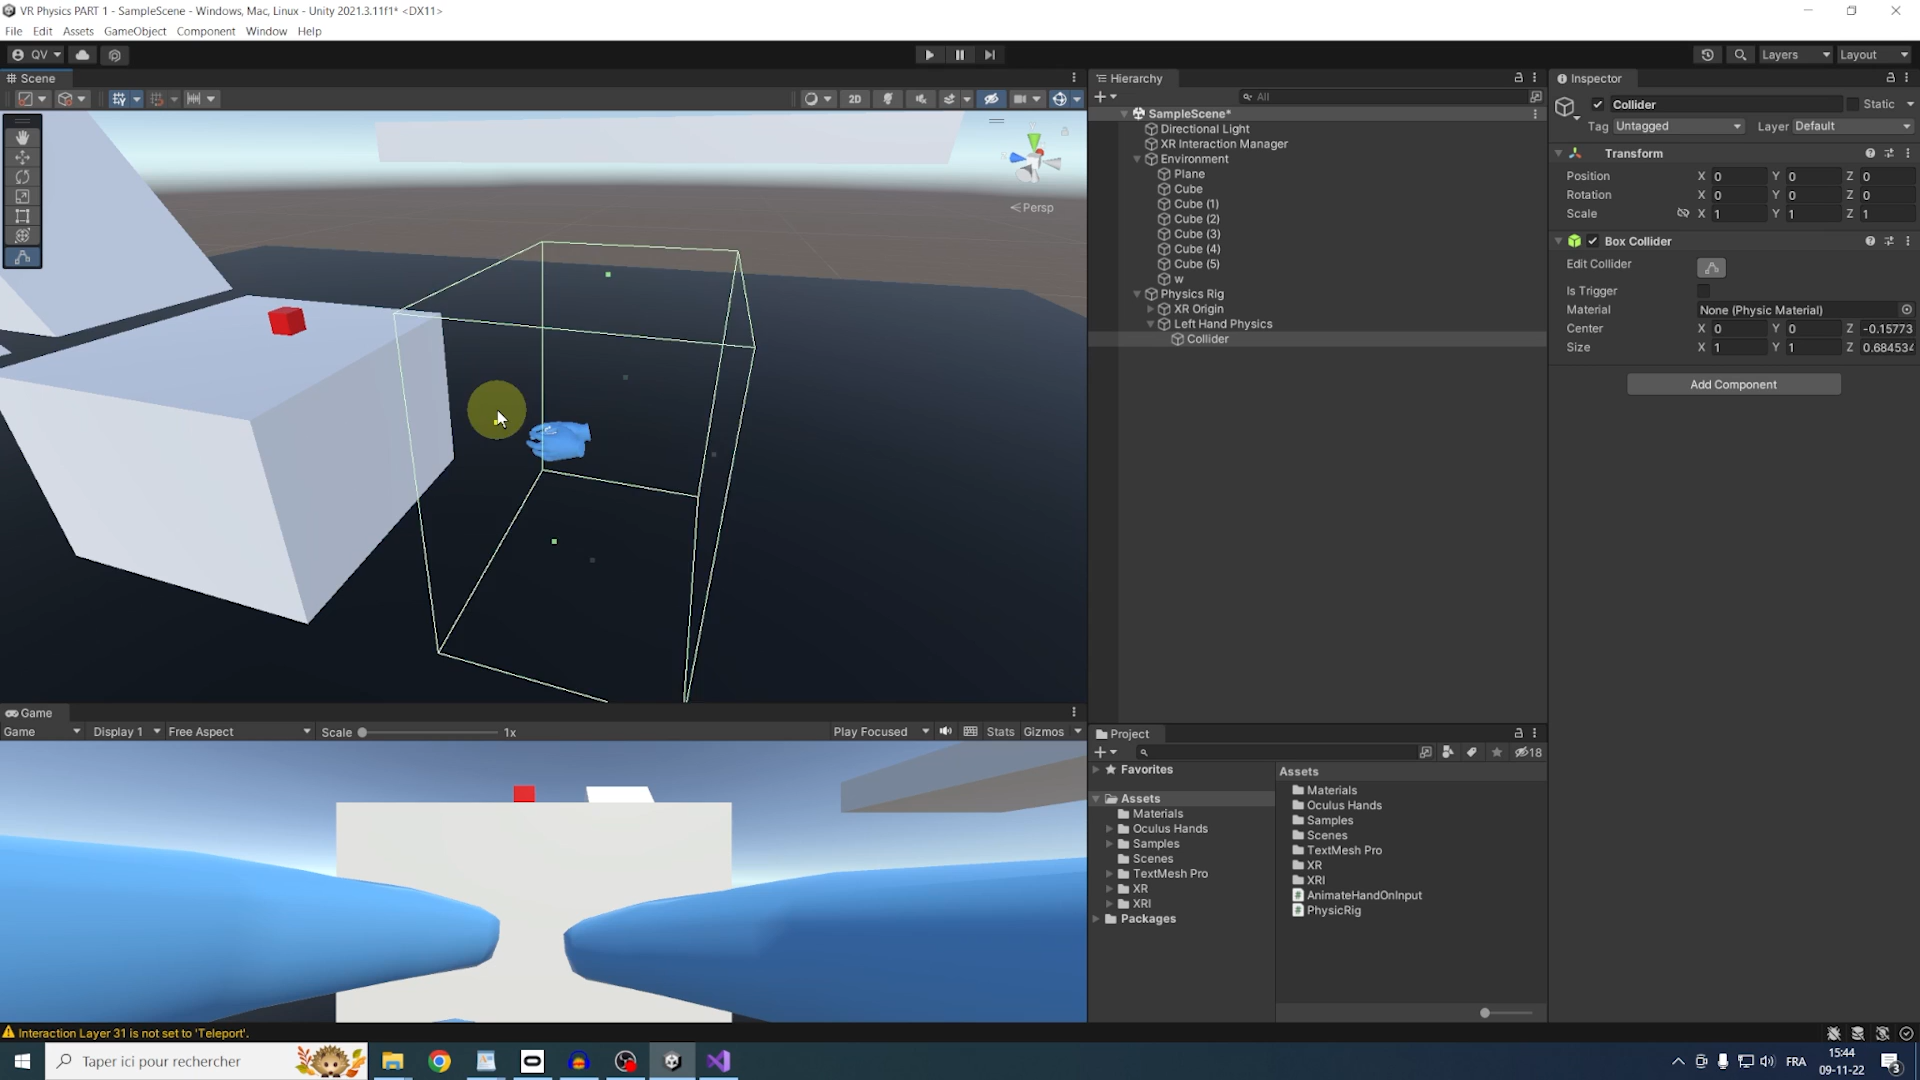 VR Physics PART 1 - SampleScene - Windows, Mac, Linux - Unity 2021.3.11f1* <DX11>
File Edit Assets GameObject Component Window Help
QV Layers Layout
Scene
2D
Persp
Hierarchy
All
SampleScene*
Directional Light
XR Interaction Manager
Environment
Plane
Cube
Cube (1)
Cube (2)
Cube (3)
Cube (4)
Cube (5)
w
Physics Rig
XR Origin
Left Hand Physics
Collider
Inspector
Collider Static
Tag Untagged Layer Default
Transform
Position X 0 Y 0 Z 0
Rotation X 0 Y 0 Z 0
Scale X 1 Y 1 Z 1
Box Collider
Edit Collider
Is Trigger
Material None (Physic Material)
Center X 0 Y 0 Z -0.15773
Size X 1 Y 1 Z 0.684534
Add Component
Game
Game Display 1 Free Aspect Scale 1x Play Focused Stats Gizmos
Project
18
Favorites
Assets
Materials
Oculus Hands
Samples
Scenes
TextMesh Pro
XR
XRI
Packages
Assets
Materials
Oculus Hands
Samples
Scenes
TextMesh Pro
XR
XRI
AnimateHandOnInput
PhysicRig
Interaction Layer 31 is not set to 'Teleport'.
Taper ici pour rechercher
FRA
15:44
09-11-22
3